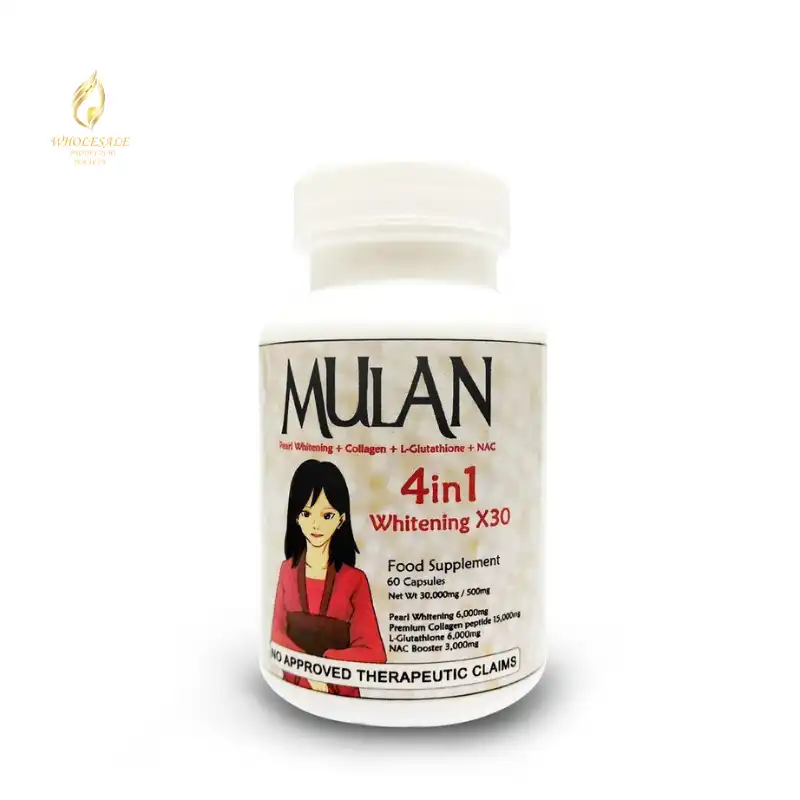 WHOLESALE
MULAN
Pearl Whitening + Collagen + L-Glutathione + NAC
4in1
Whitening X30
Food Supplement
60 Capsules
Net Wt 30,000mg / 500mg
Pearl Whitening 6,000mg
Premium Collagen peptide 15,000mg
L-Glutathione 6,000mg
NAC Booster 3,000mg
NO APPROVED THERAPEUTIC CLAIMS